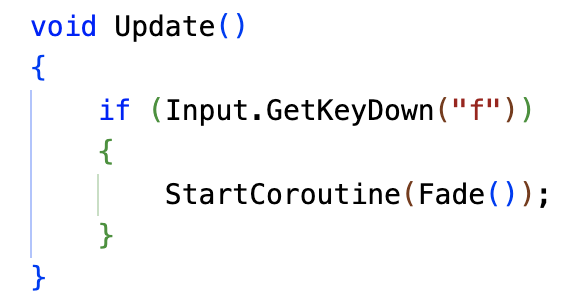 void Update()
{
    if (Input.GetKeyDown("f"))
    {
        StartCoroutine(Fade());
    }
}